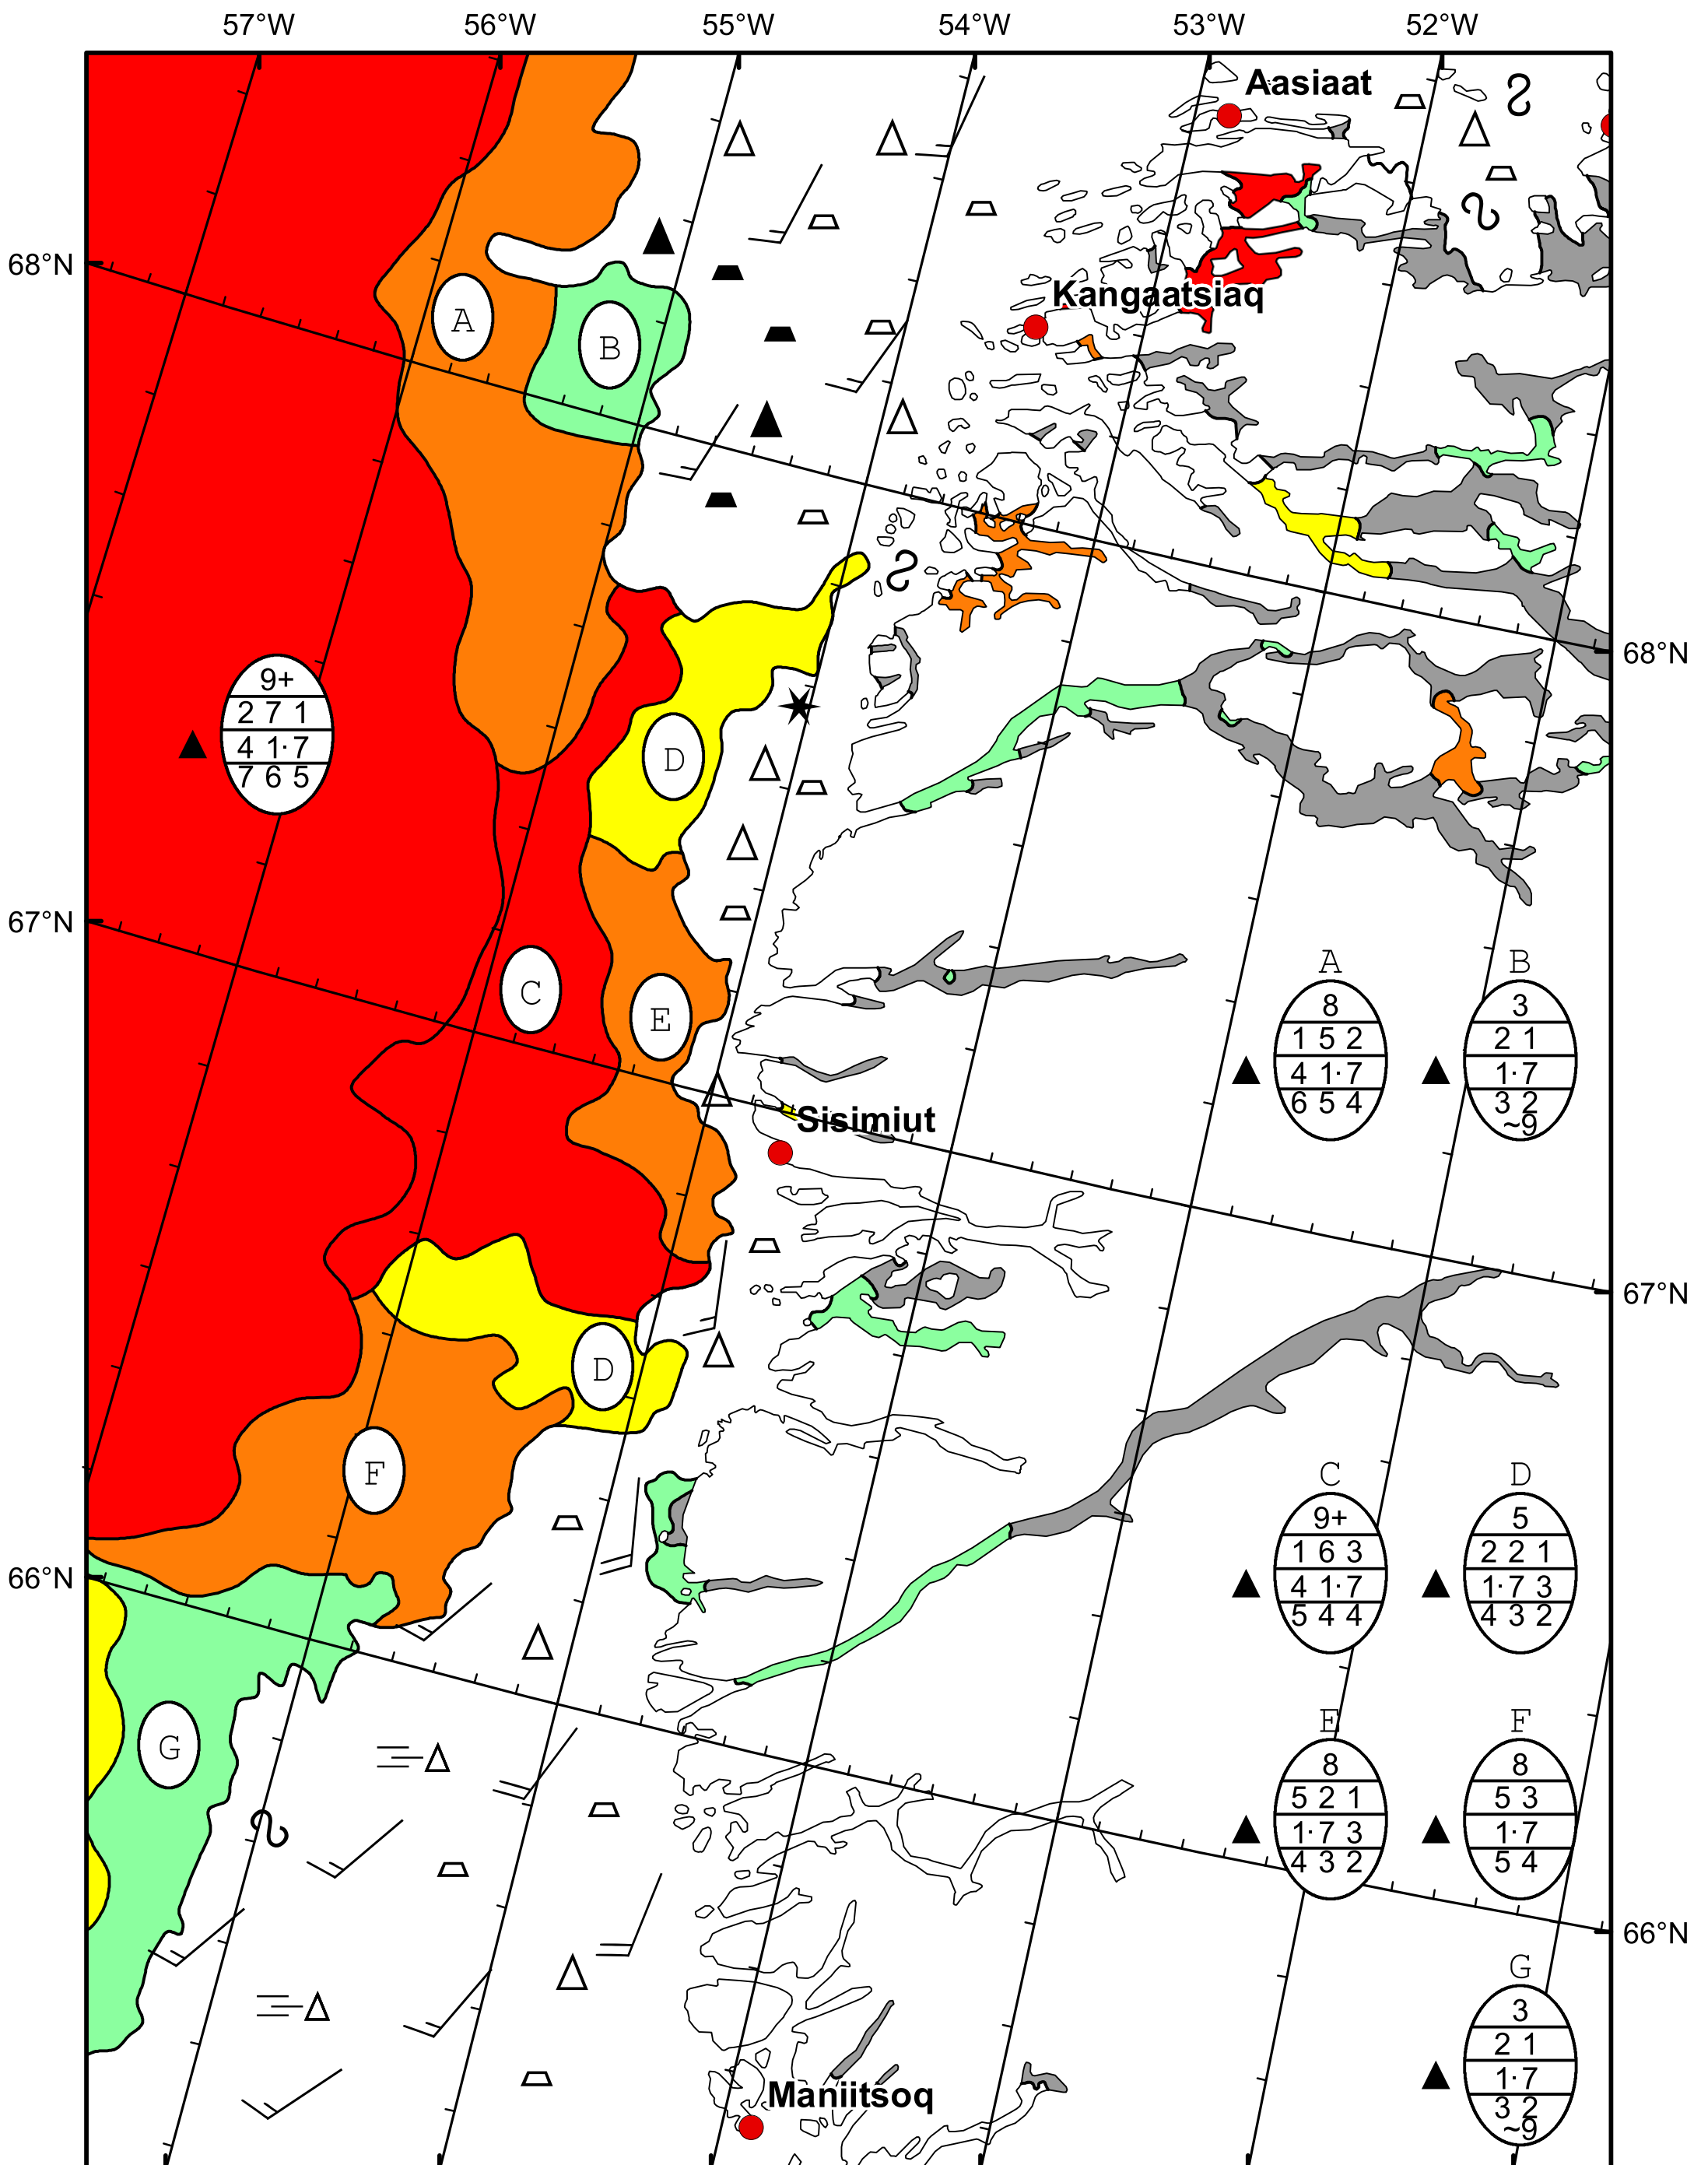 57°W 56°W 55°W 54°W 53°W 52°W
Aasiaat
68°N
A
B
Kangaatsiaq
68°N
9+
2 7 1
4 1· 7
7 6 5
D
67°N
C
E
A
8
1 5 2
4 1· 7
6 5 4
B
3
2 1
1· 7
3 2
~9
Sisimiut
67°N
D
F
C
9+
1 6 3
4 1· 7
5 4 4
D
5
2 2 1
1· 7 3
4 3 2
66°N
G
E
8
5 2 1
1· 7 3
4 3 2
F
8
5 3
1· 7
5 4
66°N
G
3
2 1
1· 7
3 2
~9
Maniitsoq